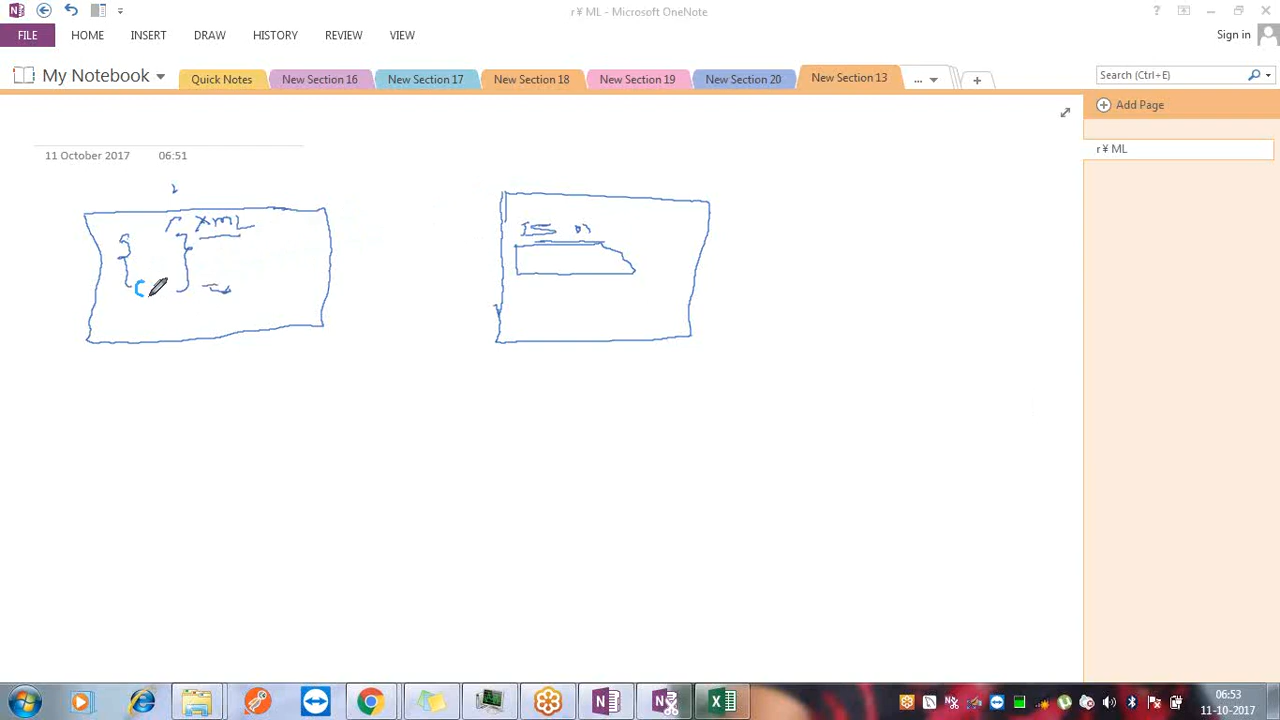 r ¥ ML - Microsoft OneNote
? 
Sign in
FILE HOME INSERT DRAW HISTORY REVIEW VIEW
My Notebook
Quick Notes
New Section 16
New Section 17
New Section 18
New Section 19
New Section 20
New Section 13
...
Search (Ctrl+E)
Add Page
r ¥ ML
11 October 2017 06:51
XML
06:53
11-10-2017